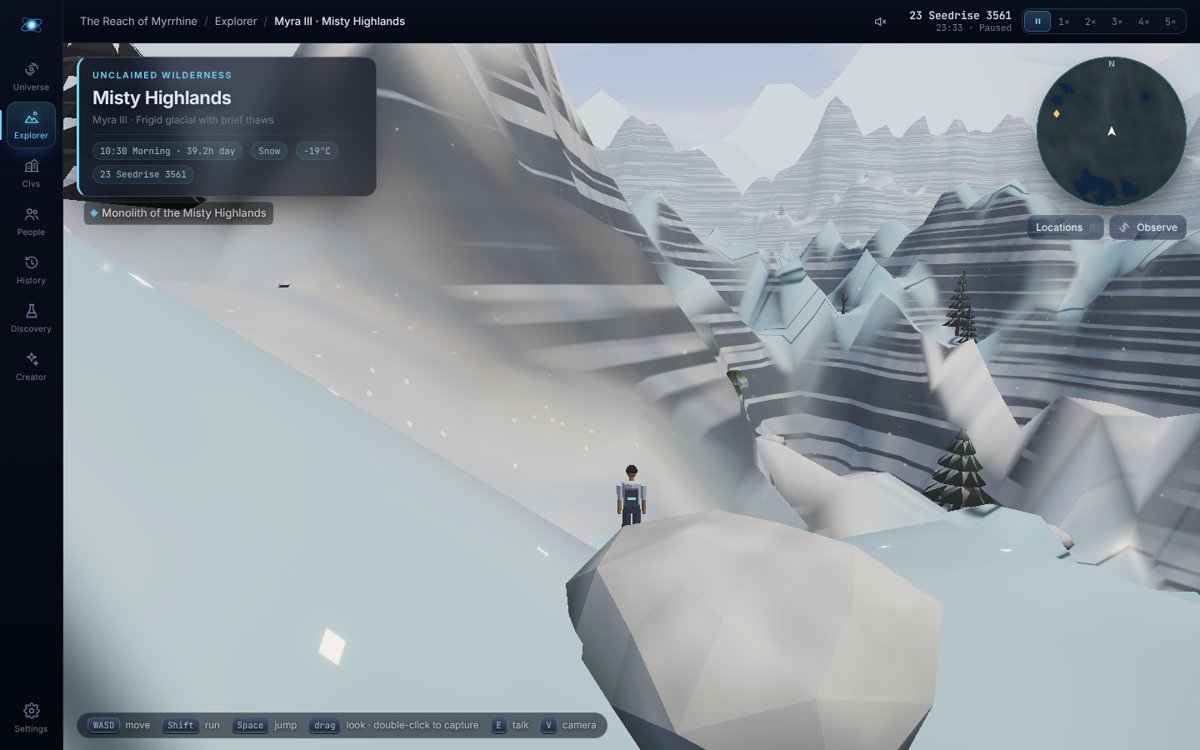 The Reach of Myrrhine / Explorer / Myra III · Misty Highlands
23 Seedrise 3561
23:33 · Paused
1× 2× 3× 4× 5×
Universe
Explorer
Civs
People
History
Discovery
Creator
Settings
UNCLAIMED WILDERNESS
Misty Highlands
Myra III · Frigid glacial with brief thaws
10:30 Morning · 39.2h day
Snow
-19°C
23 Seedrise 3561
Monolith of the Misty Highlands
N
Locations M
Observe
WASD move Shift run Space jump drag look · double-click to capture E talk V camera